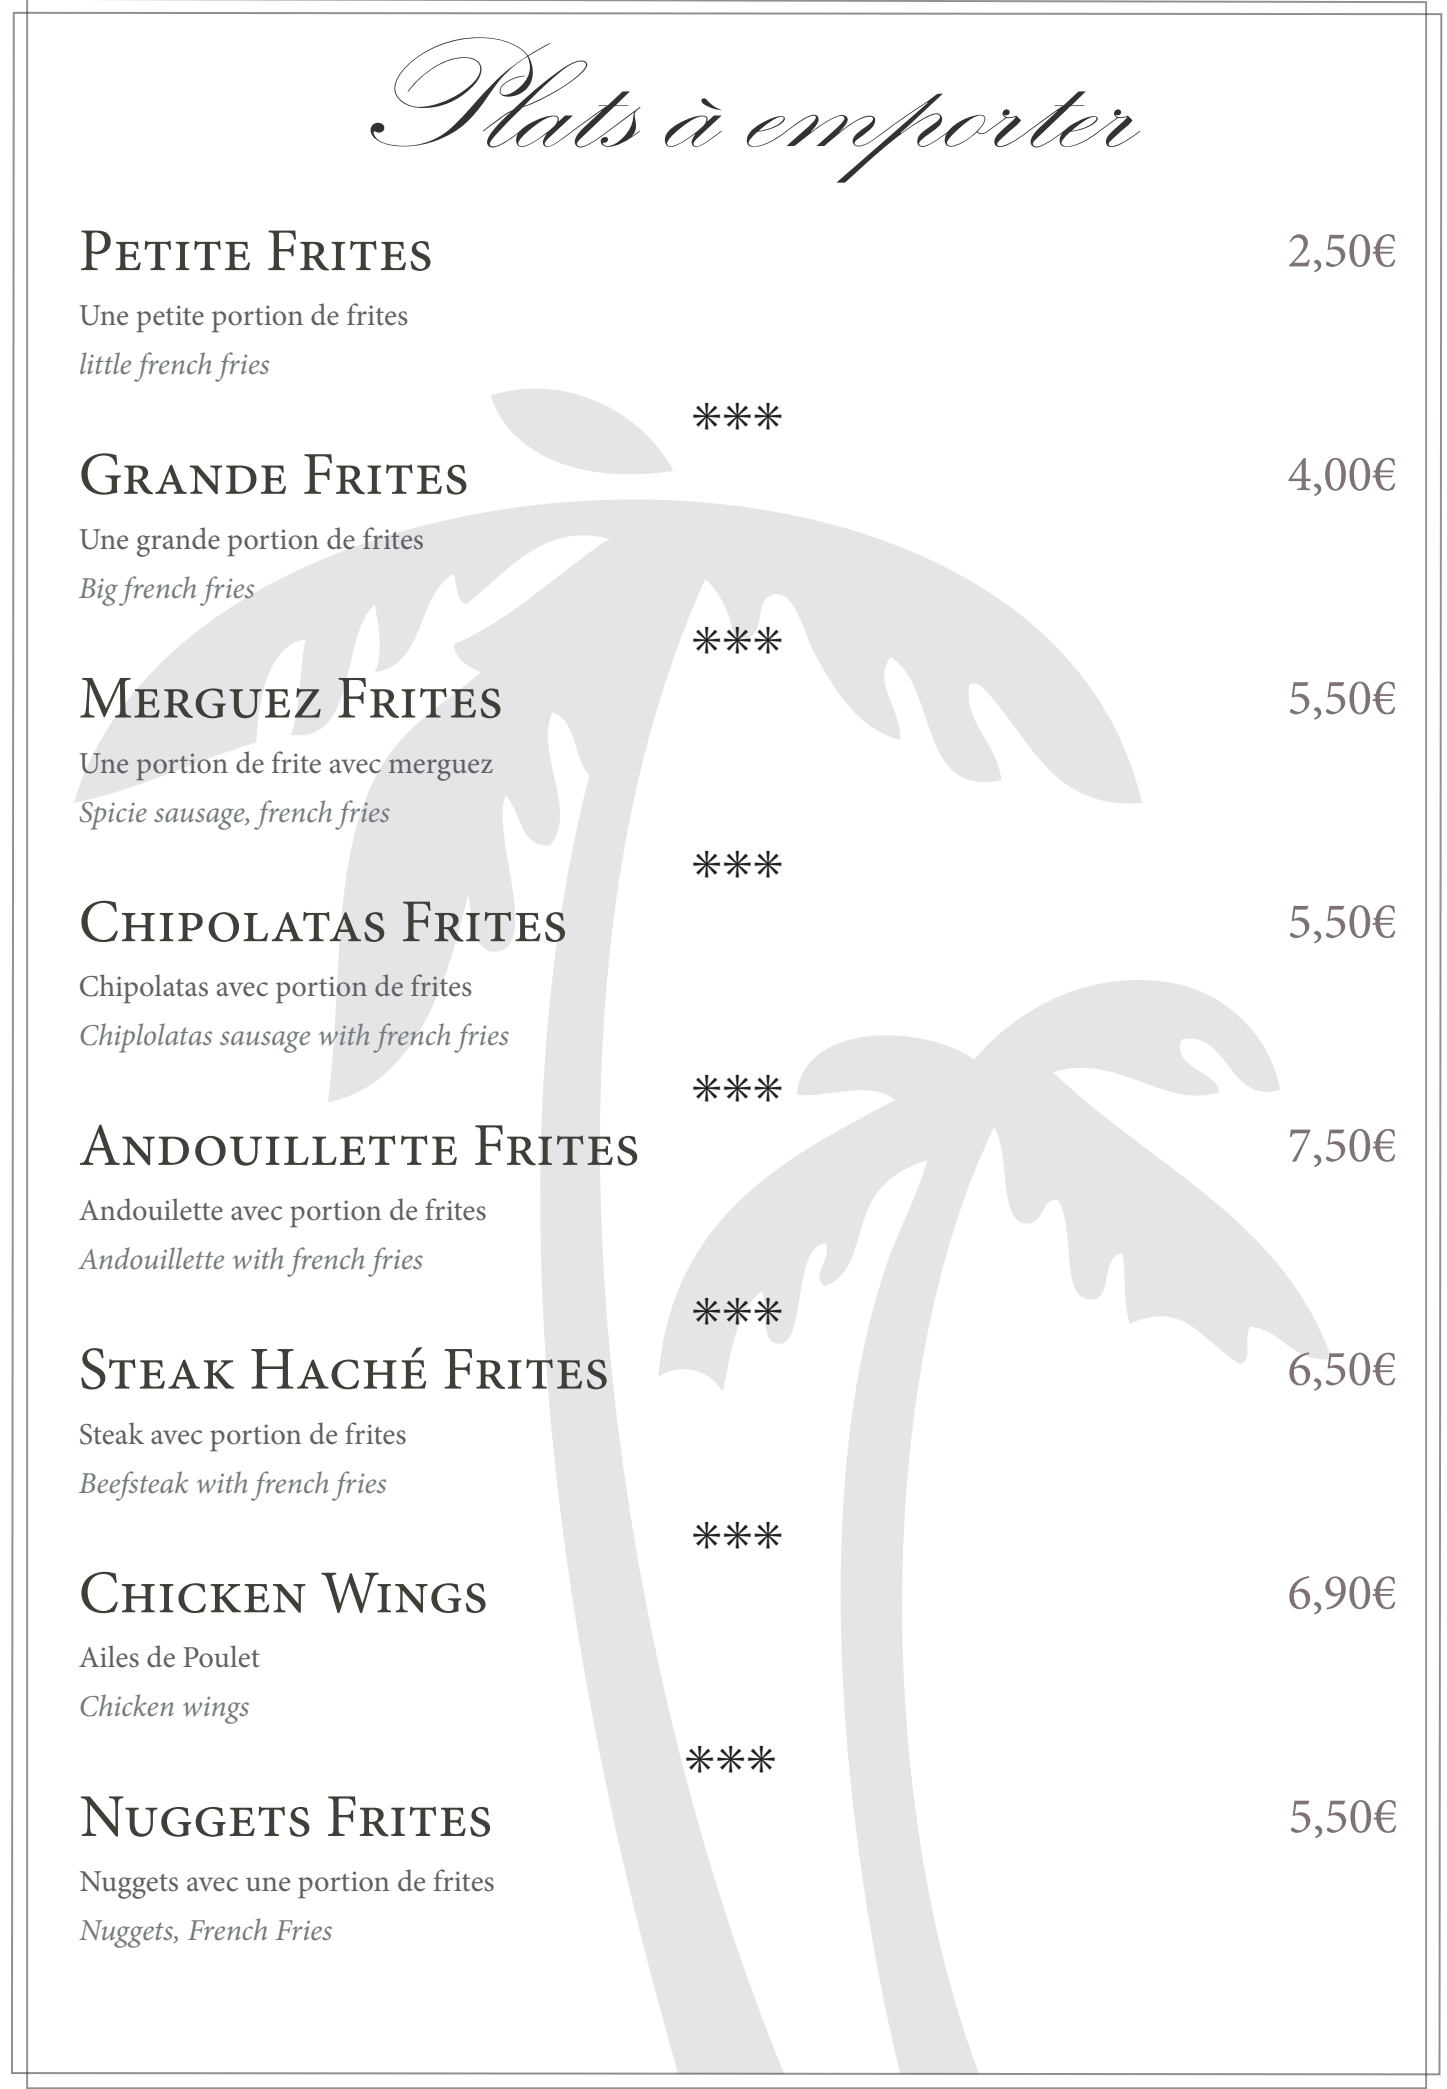 Plats à emporter
Petite Frites 2,50€
Une petite portion de frites
little french fries
***
Grande Frites 4,00€
Une grande portion de frites
Big french fries
***
Merguez Frites 5,50€
Une portion de frite avec merguez
Spicie sausage, french fries
***
Chipolatas Frites 5,50€
Chipolatas avec portion de frites
Chiplolatas sausage with french fries
***
Andouillette Frites 7,50€
Andouilette avec portion de frites
Andouillette with french fries
***
Steak Haché Frites 6,50€
Steak avec portion de frites
Beefsteak with french fries
***
Chicken Wings 6,90€
Ailes de Poulet
Chicken wings
***
Nuggets Frites 5,50€
Nuggets avec une portion de frites
Nuggets, French Fries